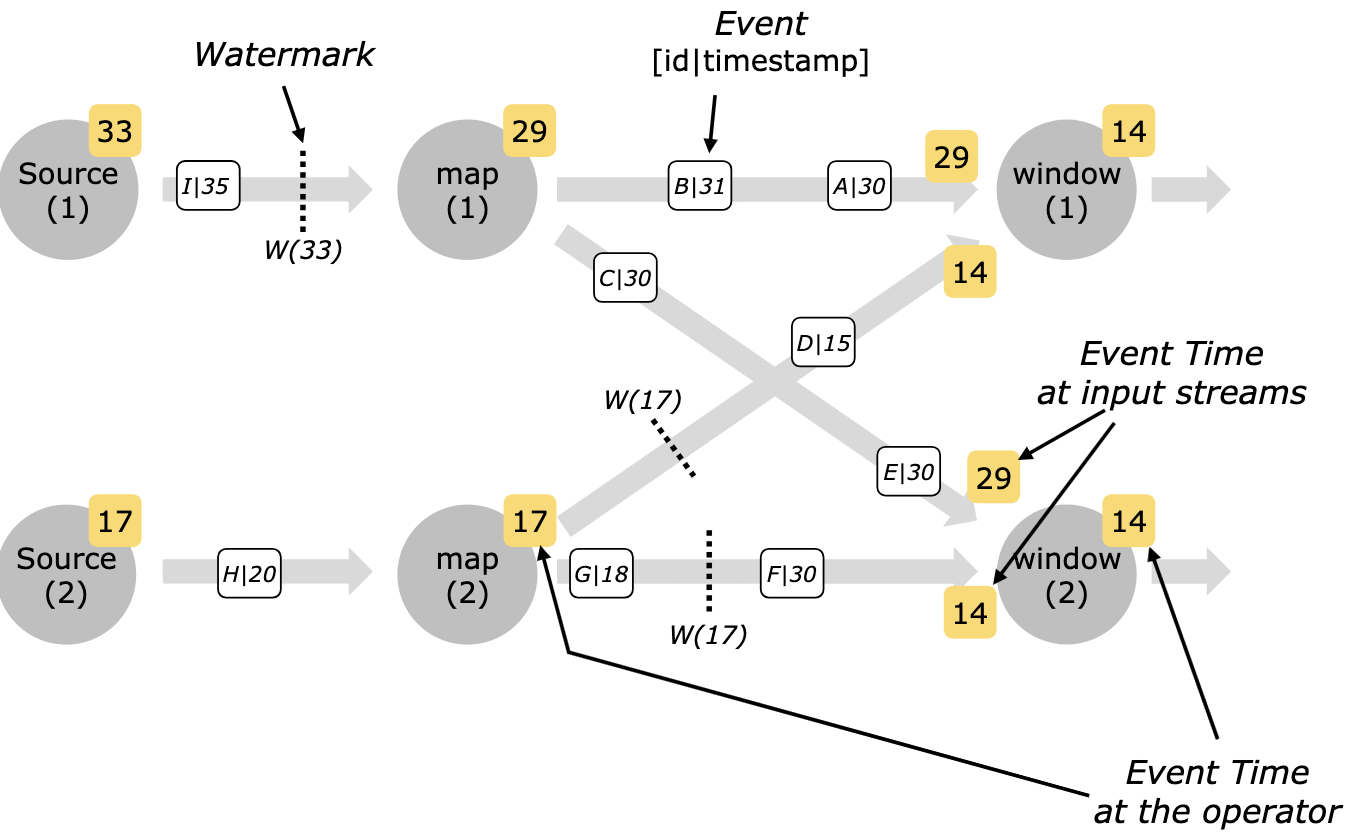 Event
[id|timestamp]
Watermark
33
29
29
14
Source
(1)
I|35
W(33)
map
(1)
B|31
A|30
window
(1)
C|30
14
D|15
Event Time
at input streams
W(17)
E|30
29
17
Source
(2)
H|20
17
map
(2)
G|18
W(17)
F|30
14
14
window
(2)
Event Time
at the operator